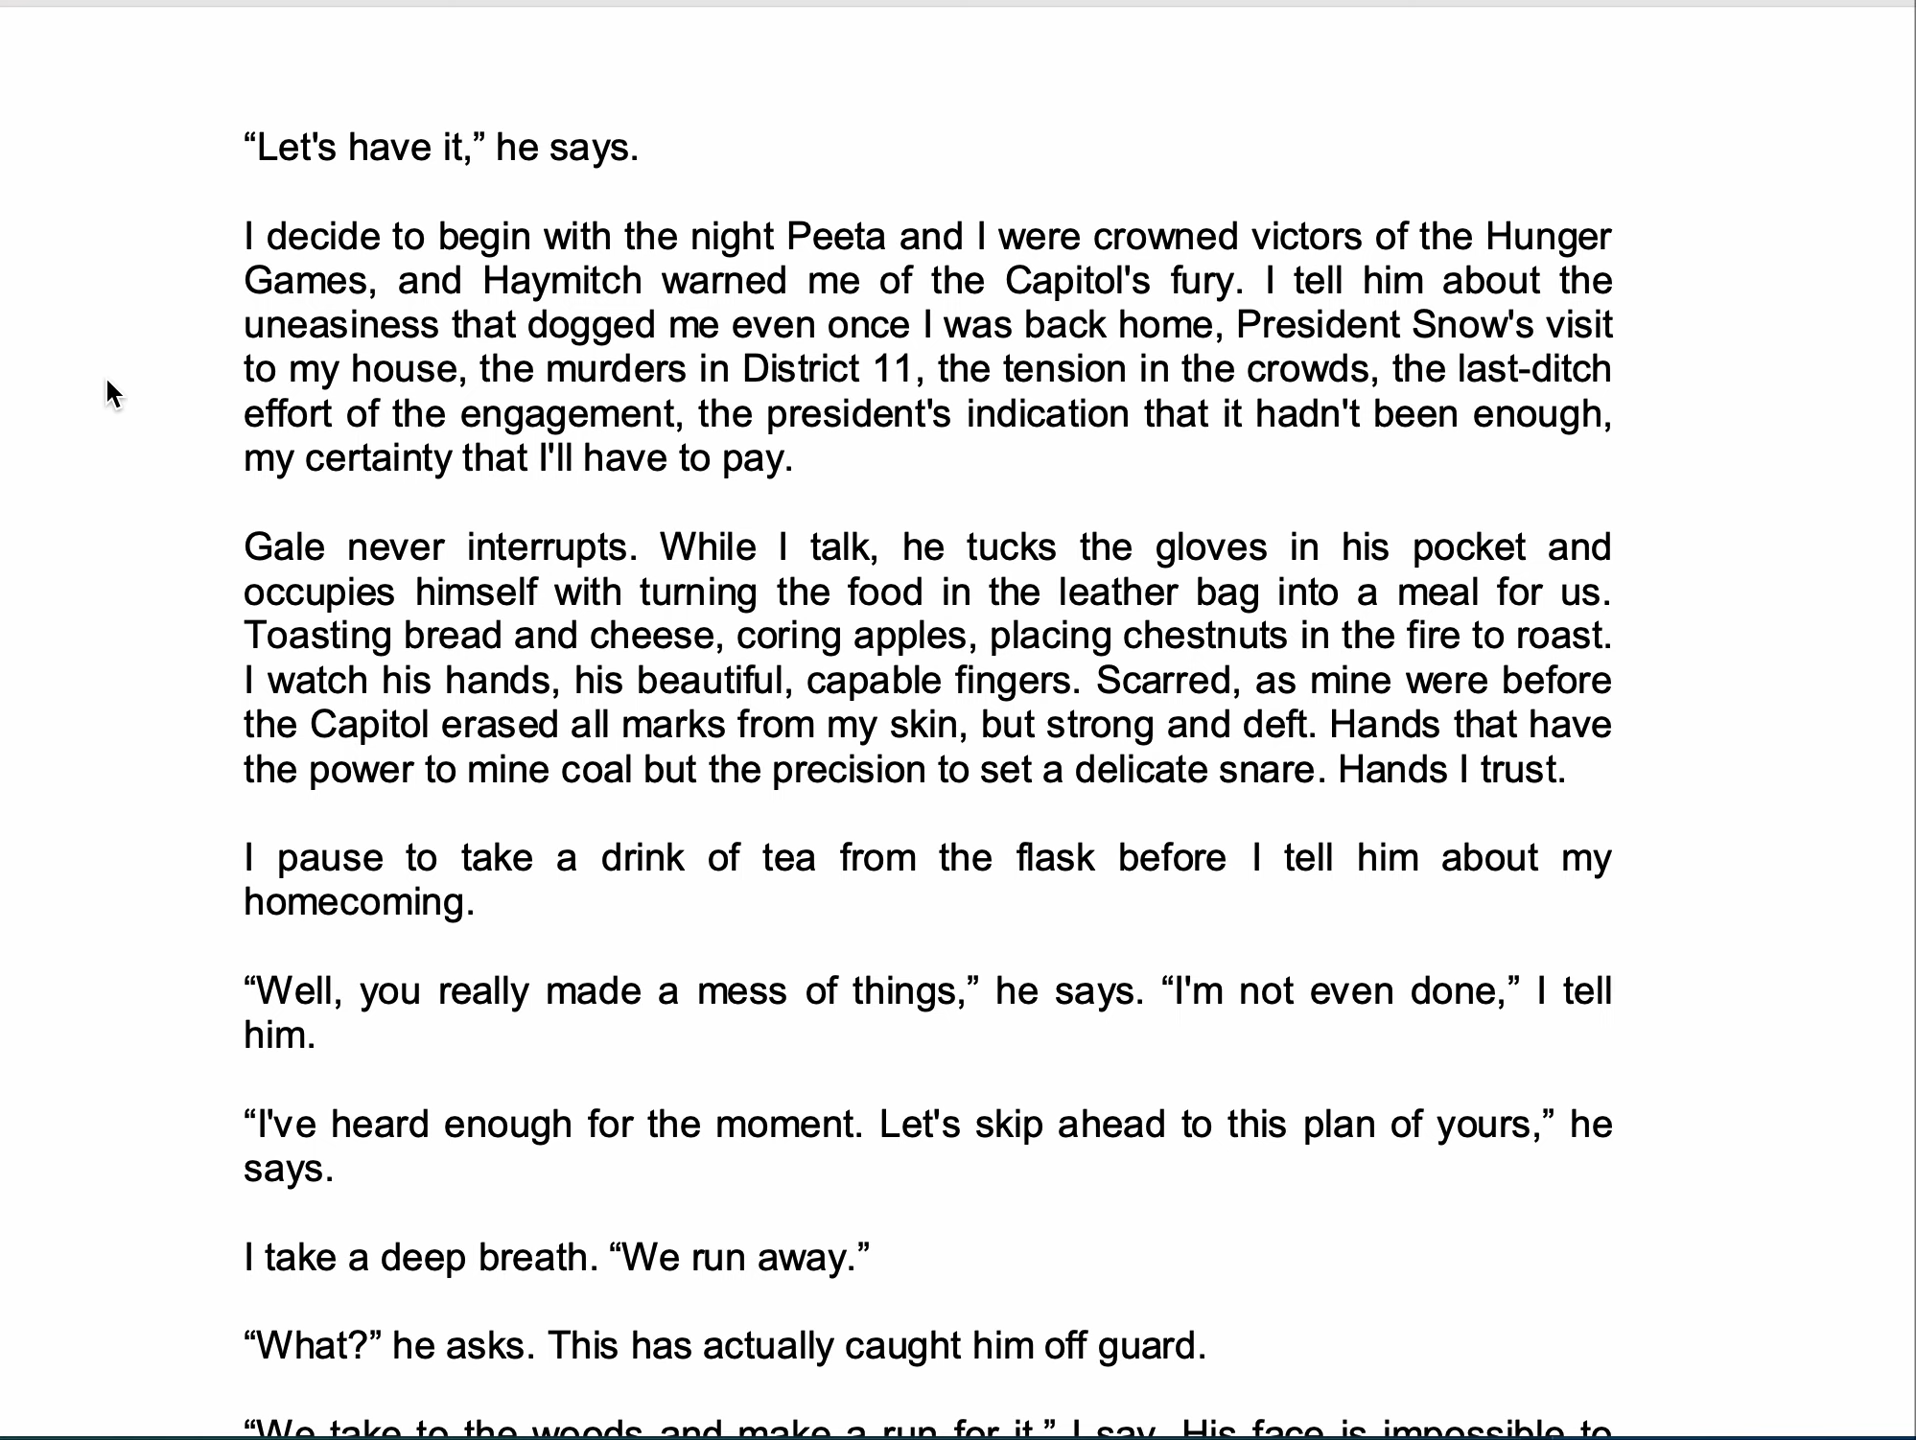 “Let's have it,” he says.
I decide to begin with the night Peeta and I were crowned victors of the Hunger
Games, and Haymitch warned me of the Capitol's fury. I tell him about the
uneasiness that dogged me even once I was back home, President Snow's visit
to my house, the murders in District 11, the tension in the crowds, the last-ditch
effort of the engagement, the president's indication that it hadn't been enough,
my certainty that I'll have to pay.
Gale never interrupts. While I talk, he tucks the gloves in his pocket and
occupies himself with turning the food in the leather bag into a meal for us.
Toasting bread and cheese, coring apples, placing chestnuts in the fire to roast.
I watch his hands, his beautiful, capable fingers. Scarred, as mine were before
the Capitol erased all marks from my skin, but strong and deft. Hands that have
the power to mine coal but the precision to set a delicate snare. Hands I trust.
I pause to take a drink of tea from the flask before I tell him about my
homecoming.
“Well, you really made a mess of things,” he says. “I'm not even done,” I tell
him.
“I've heard enough for the moment. Let's skip ahead to this plan of yours,” he
says.
I take a deep breath. “We run away.”
“What?” he asks. This has actually caught him off guard.
“We take to the woods and make a run for it,” I say. His face is impossible to